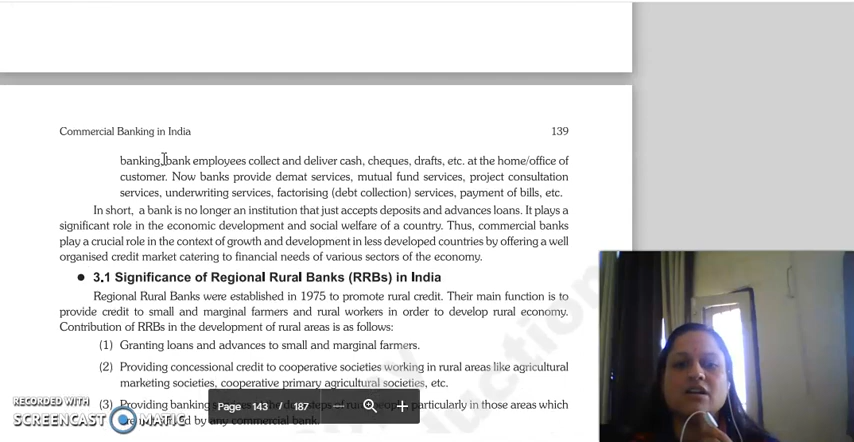 Commercial Banking in India 139
banking bank employees collect and deliver cash, cheques, drafts, etc. at the home/office of
customer. Now banks provide demat services, mutual fund services, project consultation
services, underwriting services, factorising (debt collection) services, payment of bills, etc.
In short, a bank is no longer an institution that just accepts deposits and advances loans. It plays a
significant role in the economic development and social welfare of a country. Thus, commercial banks
play a crucial role in the context of growth and development in less developed countries by offering a well
organised credit market catering to financial needs of various sectors of the economy.
● 3.1 Significance of Regional Rural Banks (RRBs) in India
Regional Rural Banks were established in 1975 to promote rural credit. Their main function is to
provide credit to small and marginal farmers and rural workers in order to develop rural economy.
Contribution of RRBs in the development of rural areas is as follows:
(1) Granting loans and advances to small and marginal farmers.
(2) Providing concessional credit to cooperative societies working in rural areas like agricultural
marketing societies, cooperative primary agricultural societies, etc.
(3) Providing banking particularly in those areas which
by any commercial bank.
Page 143 / 187
RECORDED WITH
SCREENCAST MATIC